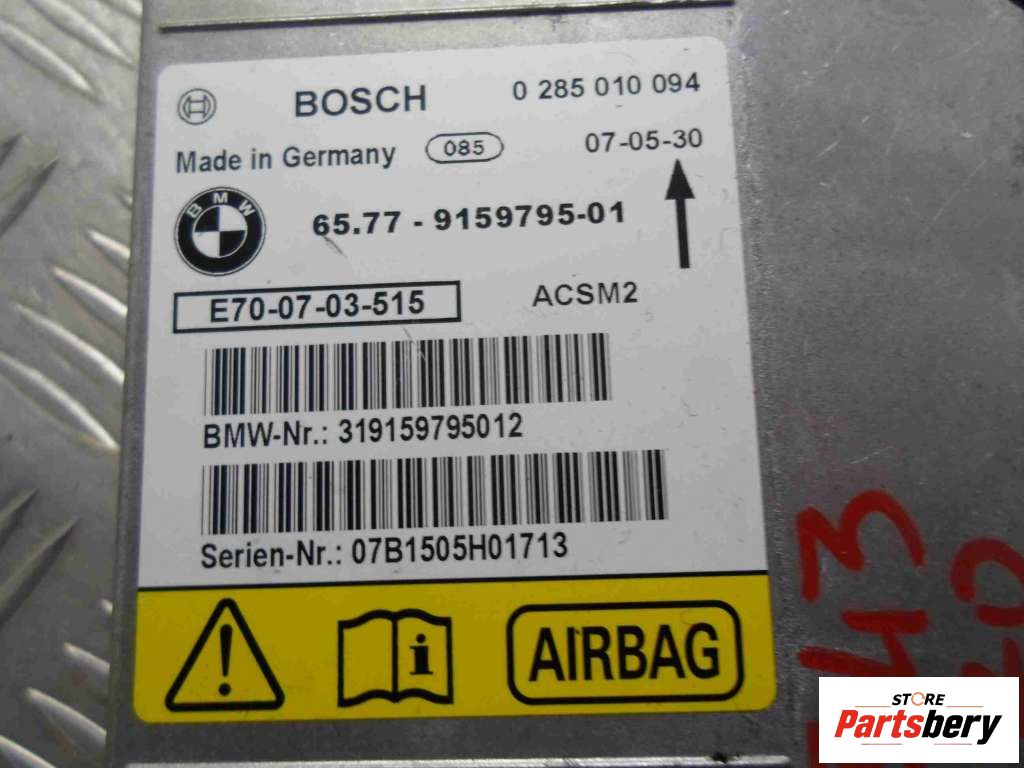 BOSCH 0 285 010 094
Made in Germany 085 07-05-30
BMW
65.77 - 9159795-01
E70-07-03-515 ACSM2
BMW-Nr.: 319159795012
Serien-Nr.: 07B1505H01713
! i AIRBAG
STORE
Partsbery